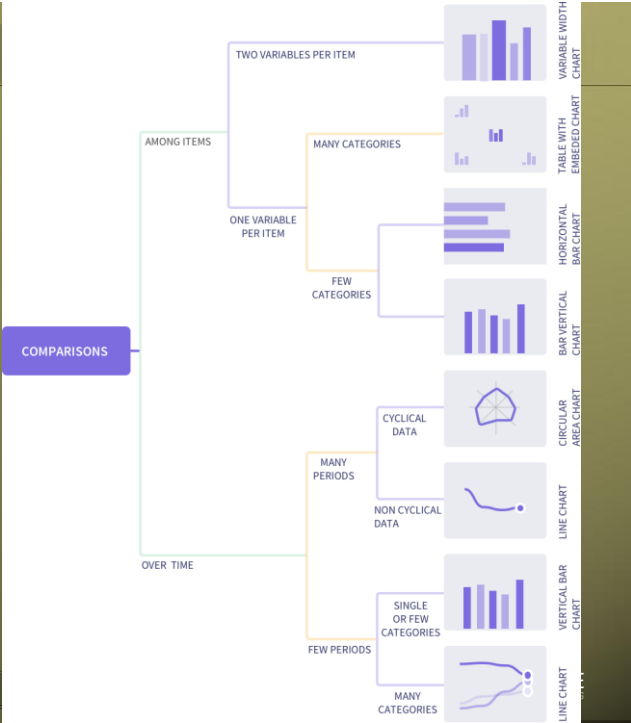 TWO VARIABLES PER ITEM
VARIABLE WIDTH
CHART
AMONG ITEMS
MANY CATEGORIES
TABLE WITH
EMBEDED CHART
ONE VARIABLE
PER ITEM
HORIZONTAL
BAR CHART
FEW
CATEGORIES
BAR VERTICAL
CHART
COMPARISONS
CYCLICAL
DATA
CIRCULAR
AREA CHART
MANY
PERIODS
NON CYCLICAL
DATA
LINE CHART
OVER TIME
SINGLE
OR FEW
CATEGORIES
VERTICAL BAR
CHART
FEW PERIODS
MANY
CATEGORIES
LINE CHART